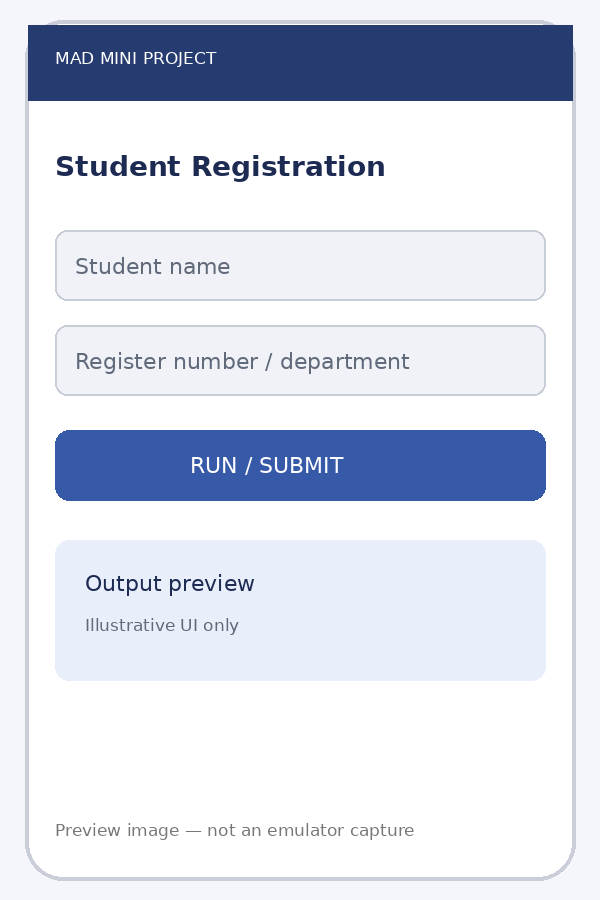 MAD MINI PROJECT
Student Registration
Student name
Register number / department
RUN / SUBMIT
Output preview
Illustrative UI only
Preview image — not an emulator capture